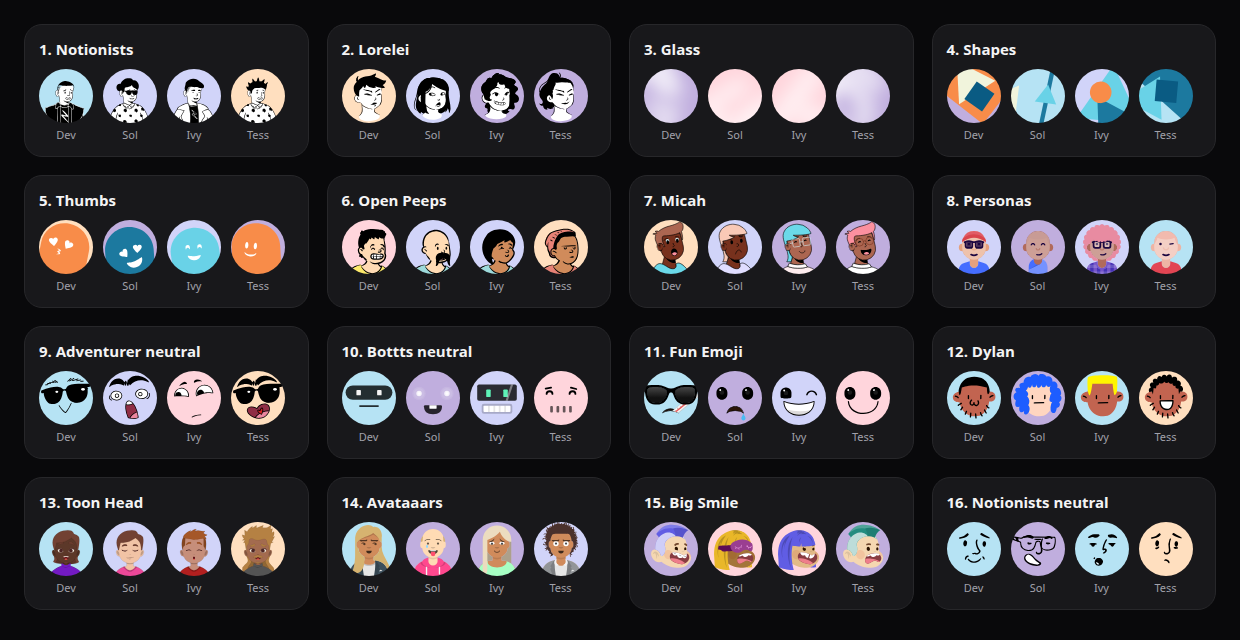 1. Notionists
Dev Sol Ivy Tess
2. Lorelei
Dev Sol Ivy Tess
3. Glass
Dev Sol Ivy Tess
4. Shapes
Dev Sol Ivy Tess
5. Thumbs
Dev Sol Ivy Tess
6. Open Peeps
Dev Sol Ivy Tess
7. Micah
Dev Sol Ivy Tess
8. Personas
Dev Sol Ivy Tess
9. Adventurer neutral
Dev Sol Ivy Tess
10. Bottts neutral
Dev Sol Ivy Tess
11. Fun Emoji
Dev Sol Ivy Tess
12. Dylan
Dev Sol Ivy Tess
13. Toon Head
Dev Sol Ivy Tess
14. Avataaars
Dev Sol Ivy Tess
15. Big Smile
Dev Sol Ivy Tess
16. Notionists neutral
Dev Sol Ivy Tess